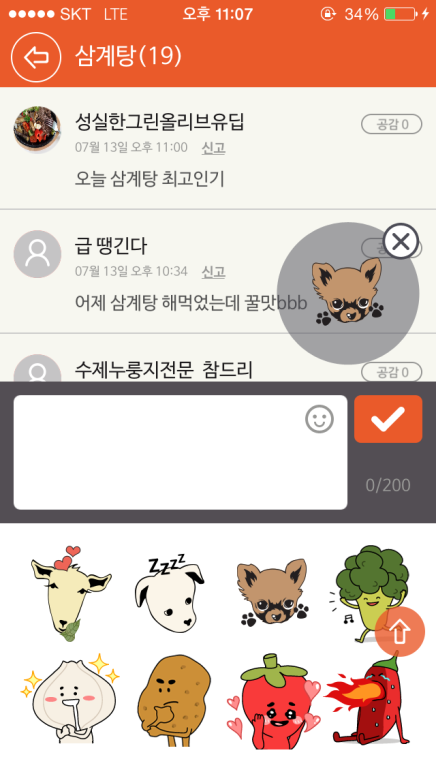 SKT LTE 오후 11:07 34%
삼계탕(19)
성실한그린올리브유딥
공감 0
07월 13일 오후 11:00 신고
오늘 삼계탕 최고인기
급 땡긴다
07월 13일 오후 10:34 신고
어제 삼계탕 해먹었는데 꿀맛bbb
수제누룽지전문 참드리
공감 0
0/200
ZZZZ